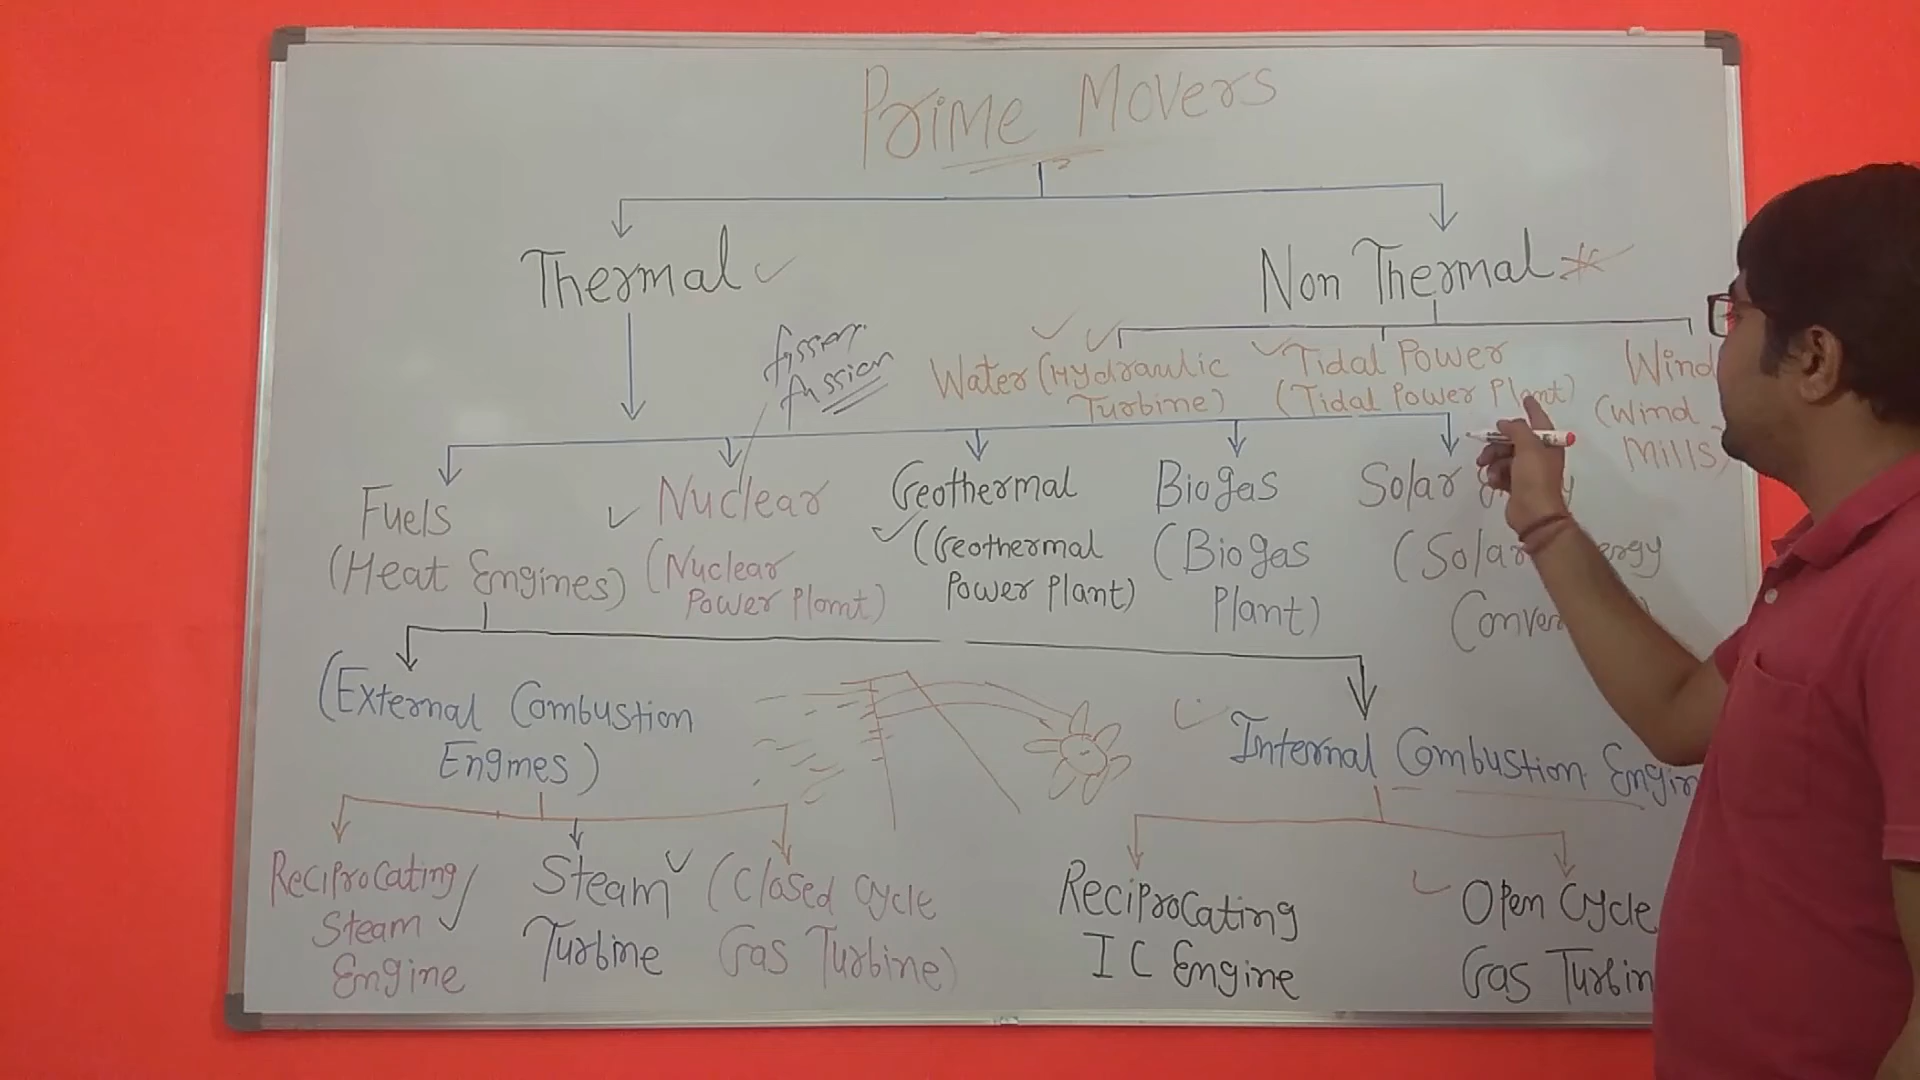 Prime Movers
Thermal
Non Thermal
fission
fussion
Water (Hydraulic
Turbine)
Tidal Power
(Tidal Power Plant)
Wind
(Wind
Mills)
Fuels
(Heat Engines)
Nuclear
(Nuclear
Power Plant)
Geothermal
(Geothermal
Power Plant)
Biogas
(Biogas
Plant)
Solar
(Solar
(External Combustion
Engines)
Internal Combustion Engin
Reciprocating
Steam
Engine
Steam
Turbine
(Closed Cycle
Gas Turbine)
Reciprocating
IC Engine
Open Cycle
Gas Turbin